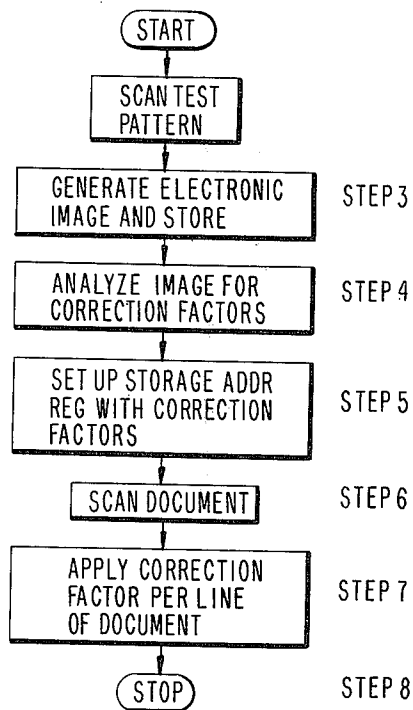 START
SCAN TEST
PATTERN
GENERATE ELECTRONIC
IMAGE AND STORE
STEP 3
ANALYZE IMAGE FOR
CORRECTION FACTORS
STEP 4
SET UP STORAGE ADDR
REG WITH CORRECTION
FACTORS
STEP 5
SCAN DOCUMENT
STEP 6
APPLY CORRECTION
FACTOR PER LINE
OF DOCUMENT
STEP 7
STOP
STEP 8